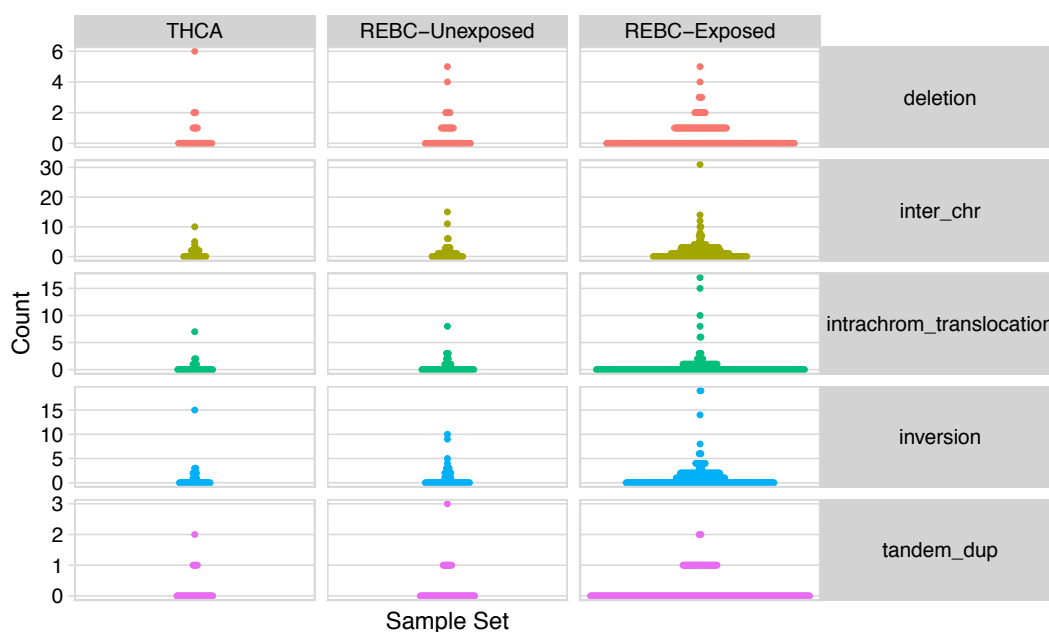 THCA REBC−Unexposed REBC−Exposed
6
4
2
0
deletion
30
20
10
0
inter_chr
15
10
5
0
intrachrom_translocation
15
10
5
0
inversion
3
2
1
0
tandem_dup
Count
Sample Set